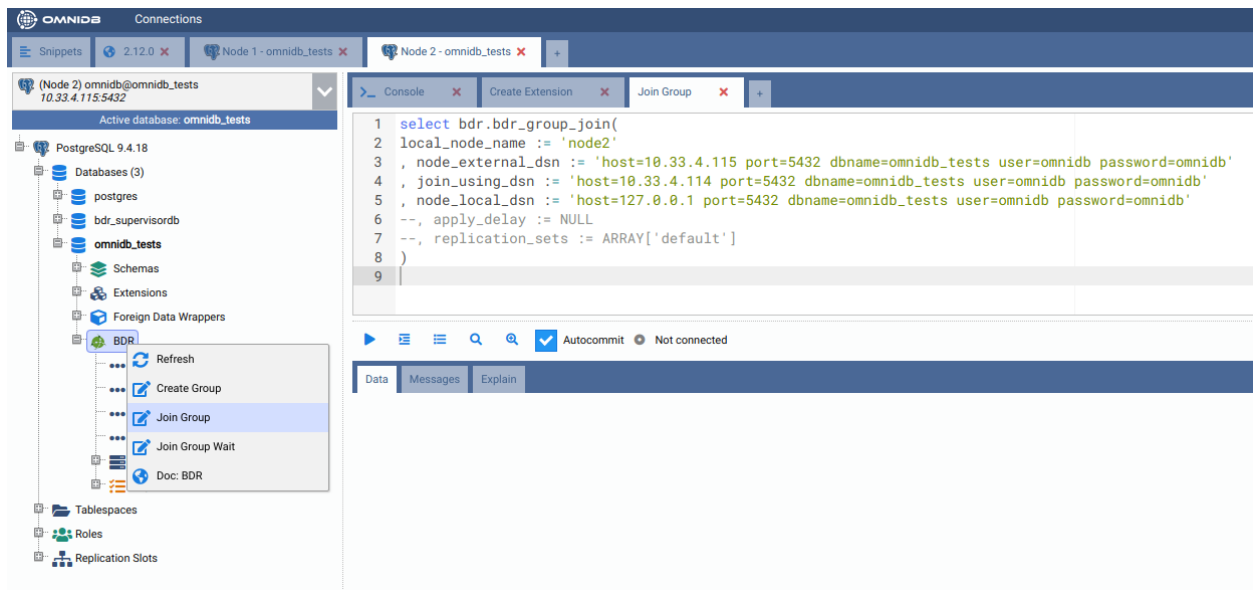 OMNIDB Connections
Snippets 2.12.0 Node 1 - omnidb_tests Node 2 - omnidb_tests +
(Node 2) omnidb@omnidb_tests
10.33.4.115:5432
Active database: omnidb_tests
PostgreSQL 9.4.18
Databases (3)
postgres
bdr_supervisordb
omnidb_tests
Schemas
Extensions
Foreign Data Wrappers
BDR
Refresh
Create Group
Join Group
Join Group Wait
Doc: BDR
Tablespaces
Roles
Replication Slots
>_ Console Create Extension Join Group +
1 select bdr.bdr_group_join(
2 local_node_name := 'node2'
3 , node_external_dsn := 'host=10.33.4.115 port=5432 dbname=omnidb_tests user=omnidb password=omnidb'
4 , join_using_dsn := 'host=10.33.4.114 port=5432 dbname=omnidb_tests user=omnidb password=omnidb'
5 , node_local_dsn := 'host=127.0.0.1 port=5432 dbname=omnidb_tests user=omnidb password=omnidb'
6 --, apply_delay := NULL
7 --, replication_sets := ARRAY['default']
8 )
9
Autocommit Not connected
Data Messages Explain